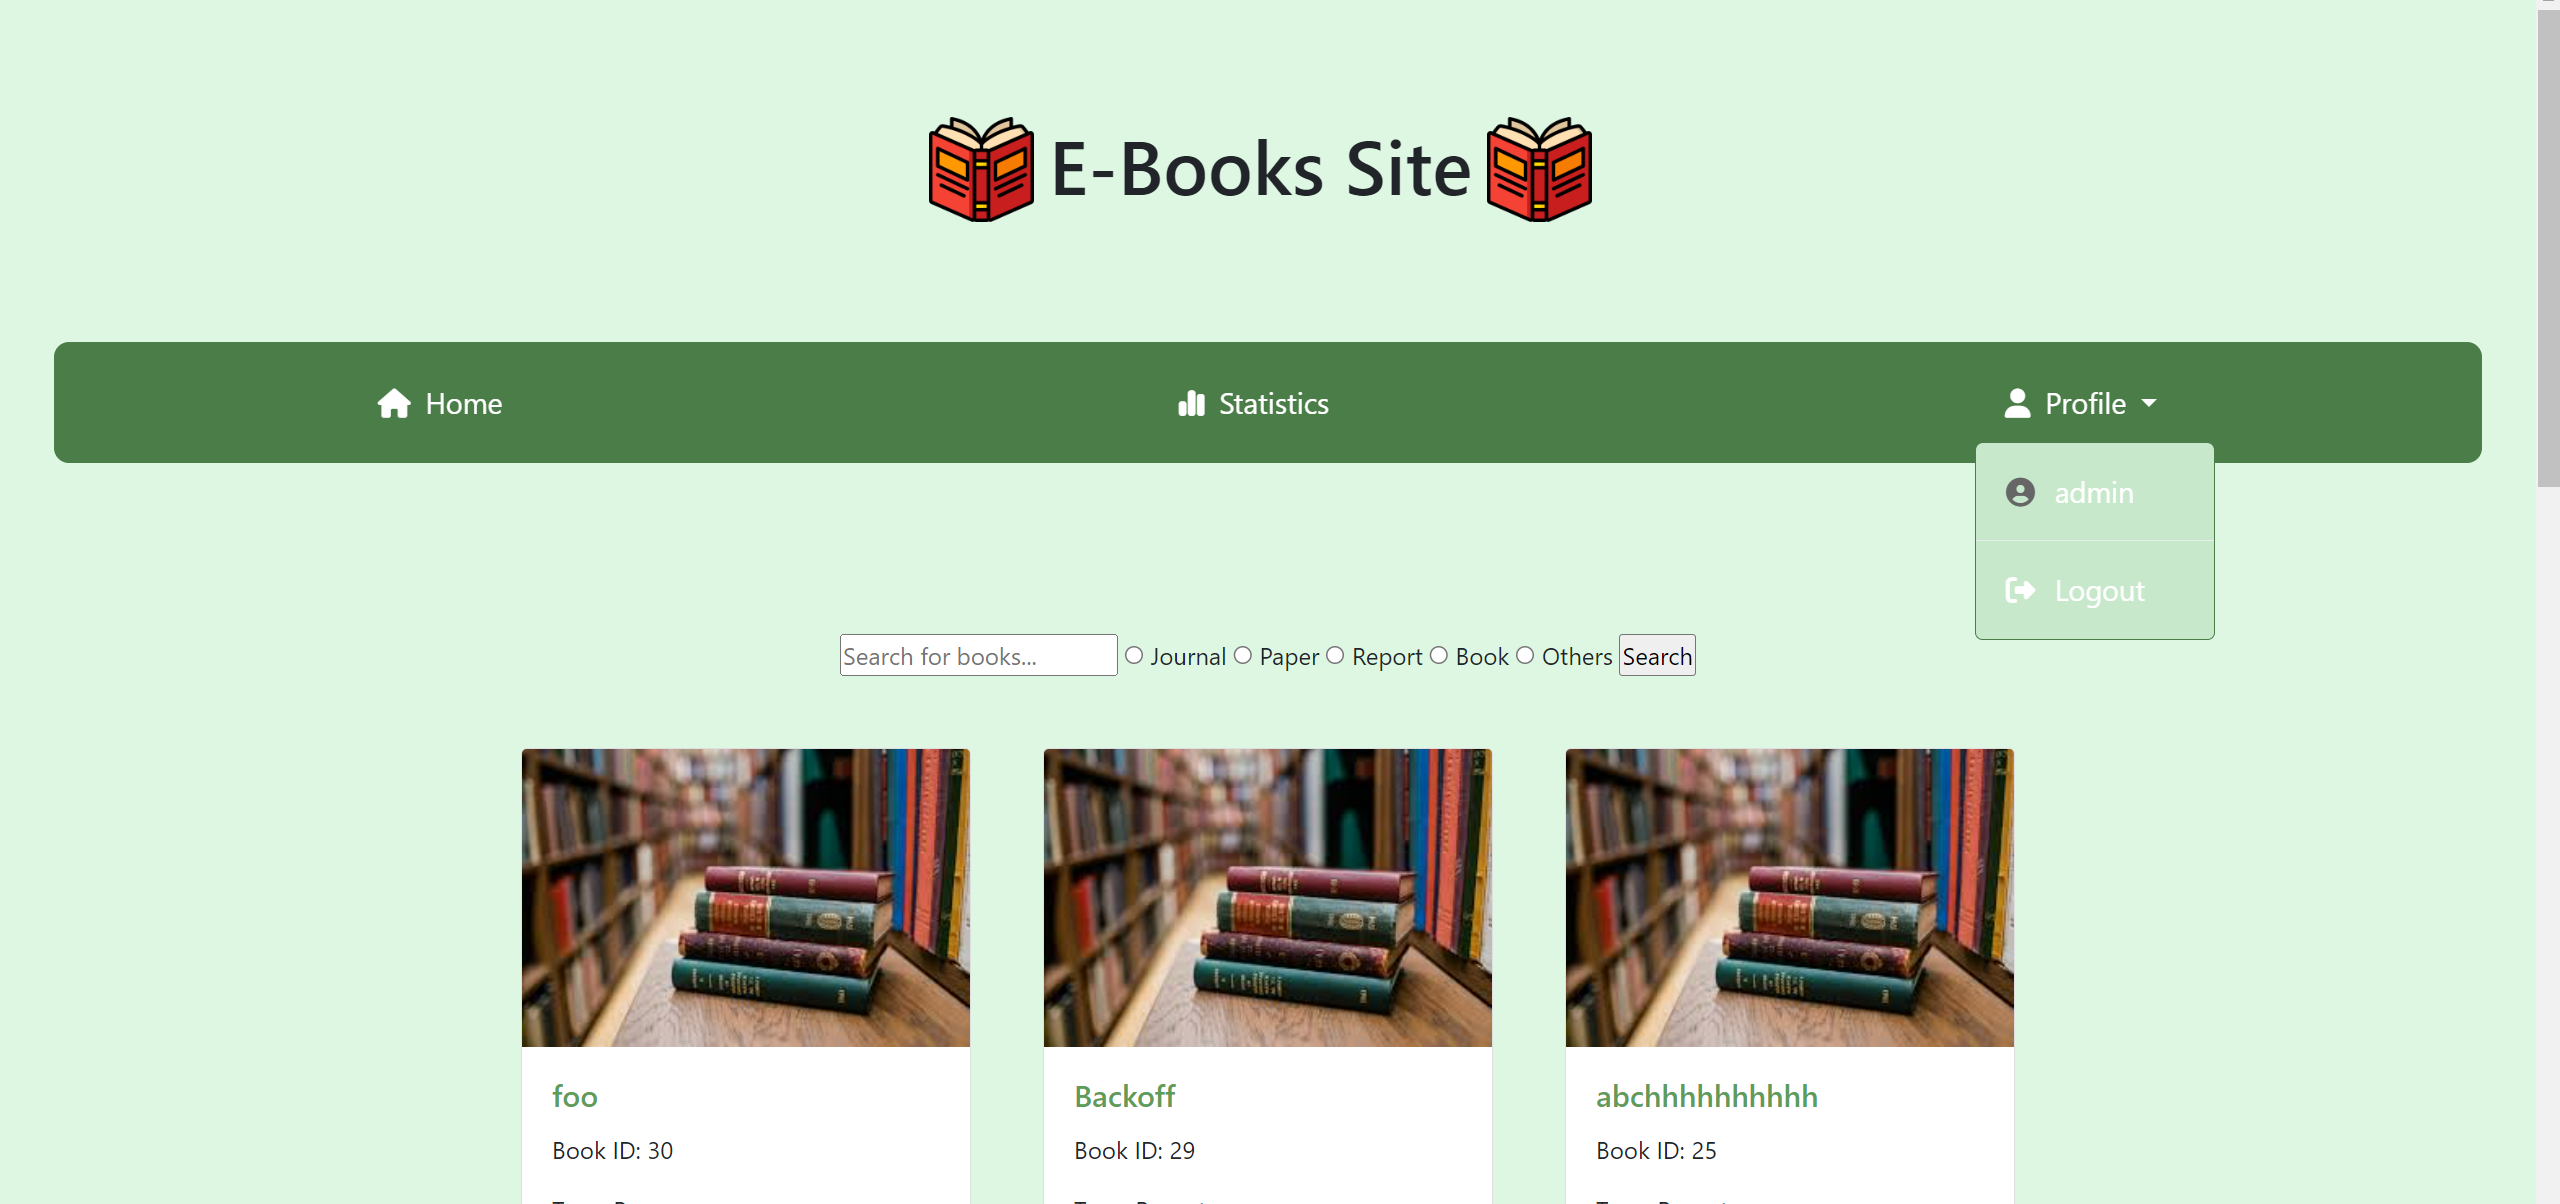 E-Books Site
Home
Statistics
Profile
admin
Logout
Search for books...
Journal
Paper
Report
Book
Others
Search
foo
Backoff
abchhhhhhhhhh
Book ID: 30
Book ID: 29
Book ID: 25